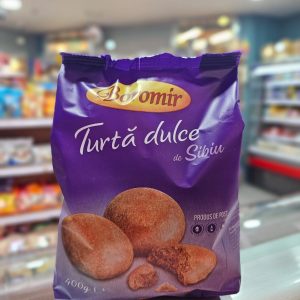 Boromir
Turtă dulce
de Sibiu
PRODUS DE POST
400g e